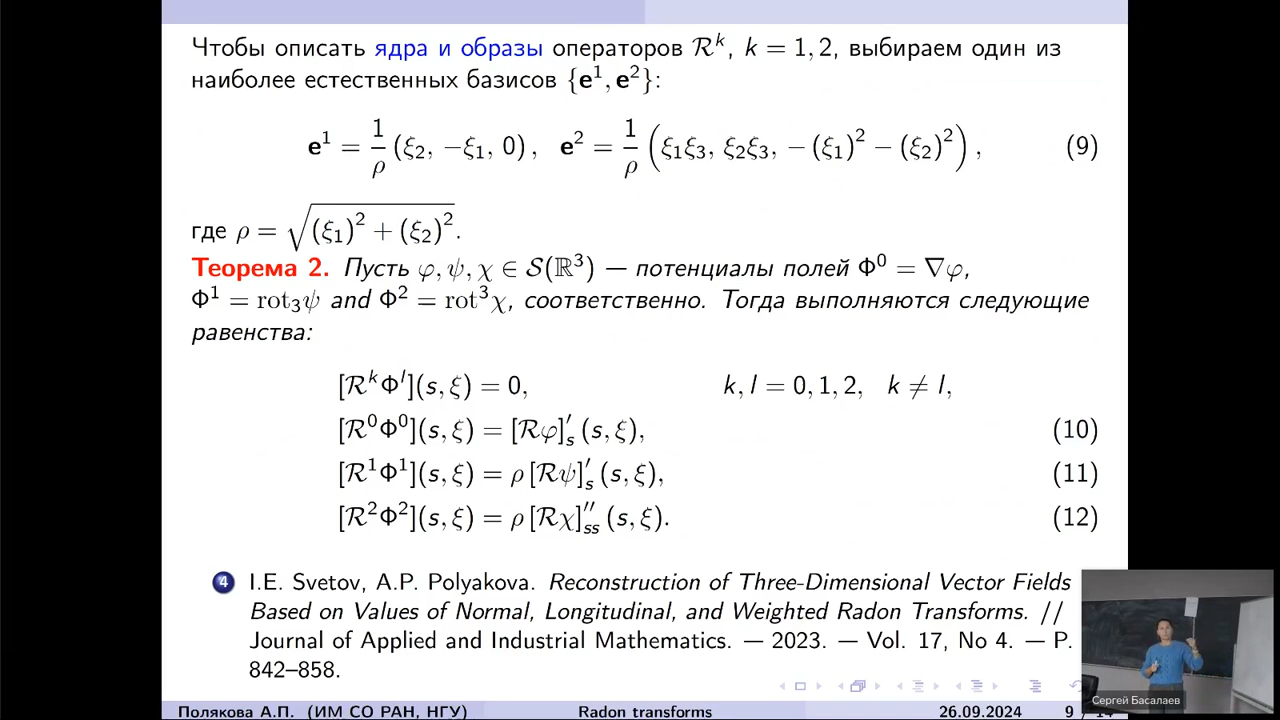 Чтобы описать ядра и образы операторов ℛᵏ, k = 1, 2, выбираем один из
наиболее естественных базисов {e¹, e²}:
e¹ = 1/ρ (ξ₂, −ξ₁, 0), e² = 1/ρ (ξ₁ξ₃, ξ₂ξ₃, −(ξ₁)² − (ξ₂)²), (9)
где ρ = √((ξ₁)² + (ξ₂)²).
Теорема 2. Пусть φ, ψ, χ ∈ 𝒮(ℝ³) — потенциалы полей Φ⁰ = ∇φ,
Φ¹ = rot₃ψ and Φ² = rot³χ, соответственно. Тогда выполняются следующие
равенства:
[ℛᵏΦˡ](s, ξ) = 0, k, l = 0, 1, 2, k ≠ l,
[ℛ⁰Φ⁰](s, ξ) = [ℛφ]′ₛ (s, ξ), (10)
[ℛ¹Φ¹](s, ξ) = ρ [ℛψ]′ₛ (s, ξ), (11)
[ℛ²Φ²](s, ξ) = ρ [ℛχ]″ₛₛ (s, ξ). (12)
4 I.E. Svetov, A.P. Polyakova. Reconstruction of Three-Dimensional Vector Fields
Based on Values of Normal, Longitudinal, and Weighted Radon Transforms. //
Journal of Applied and Industrial Mathematics. — 2023. — Vol. 17, No 4. — P.
842–858.
Сергей Басалаев
Полякова А.П. (ИМ СО РАН, НГУ) Radon transforms 26.09.2024 9 /